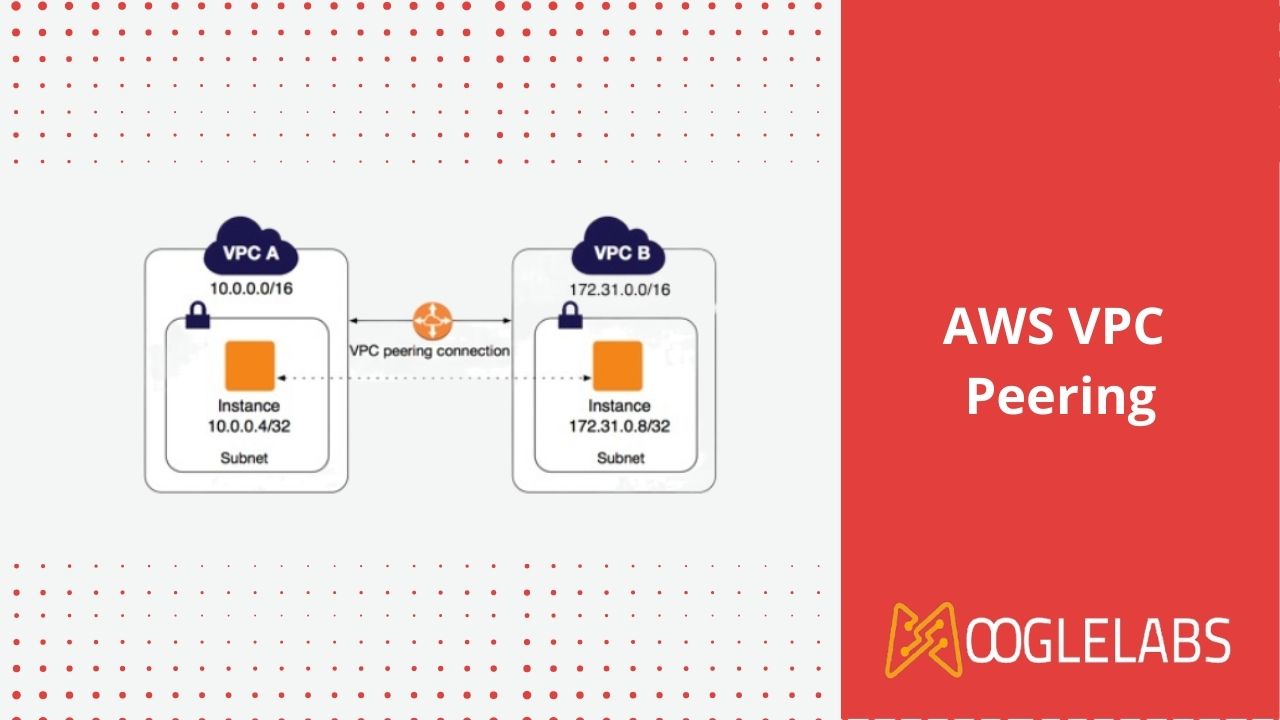 VPC A
10.0.0.0/16
Instance
10.0.0.4/32
Subnet
VPC peering connection
VPC B
172.31.0.0/16
Instance
172.31.0.8/32
Subnet
AWS VPC
Peering
MOOGLELABS